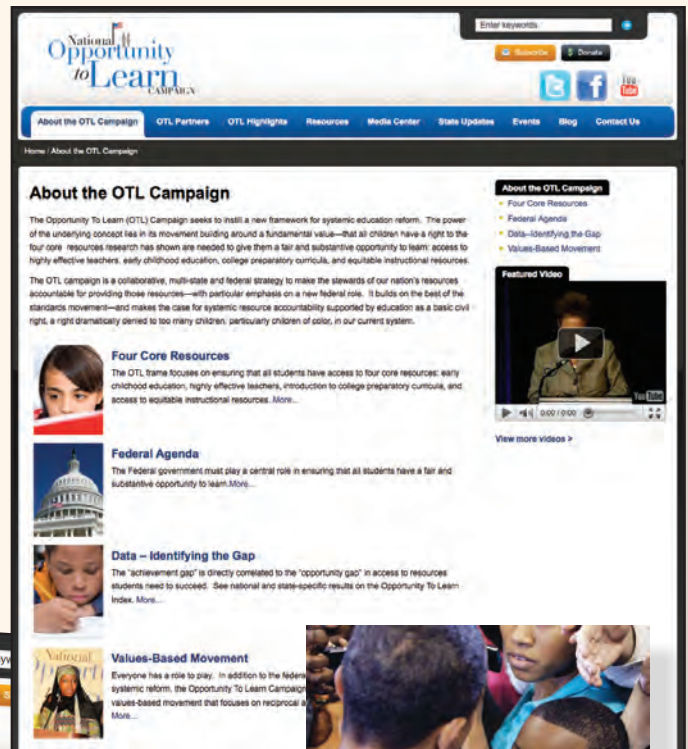 Enter keywords
National
Opportunity
to Learn
CAMPAIGN
Subscribe
$ Donate
You
Tube
About the OTL Campaign
OTL Partners
OTL Highlights
Resources
Media Center
State Updates
Events
Blog
Contact Us
Home / About the OTL Campaign
About the OTL Campaign
The Opportunity To Learn (OTL) Campaign seeks to instill a new framework for systemic education reform. The power
of the underlying concept lies in its movement building around a fundamental value—that all children have a right to the
four core resources research has shown are needed to give them a fair and substantive opportunity to learn: access to
highly effective teachers, early childhood education, college preparatory curricula, and equitable instructional resources.
The OTL campaign is a collaborative, multi-state and federal strategy to make the stewards of our nation's resources
accountable for providing those resources—with particular emphasis on a new federal role. It builds on the best of the
standards movement—and makes the case for systemic resource accountability supported by education as a basic civil
right, a right dramatically denied to too many children, particularly children of color, in our current system.
Four Core Resources
The OTL frame focuses on ensuring that all students have access to four core resources: early
childhood education, highly effective teachers, introduction to college preparatory curricula, and
access to equitable instructional resources. More...
Federal Agenda
The Federal government must play a central role in ensuring that all students have a fair and
substantive opportunity to learn.More...
Data – Identifying the Gap
The "achievement gap" is directly correlated to the "opportunity gap" in access to resources
students need to succeed. See national and state-specific results on the Opportunity To Learn
Index. More...
National
Values-Based Movement
Everyone has a role to play. In addition to the federa
systemic reform, the Opportunity To Learn Campaign
values-based movement that focuses on reciprocal a
More...
About the OTL Campaign
Four Core Resources
Federal Agenda
Data--Identifying the Gap
Values-Based Movement
Featured Video
You Tube
0:00 / 0:00
View more videos >